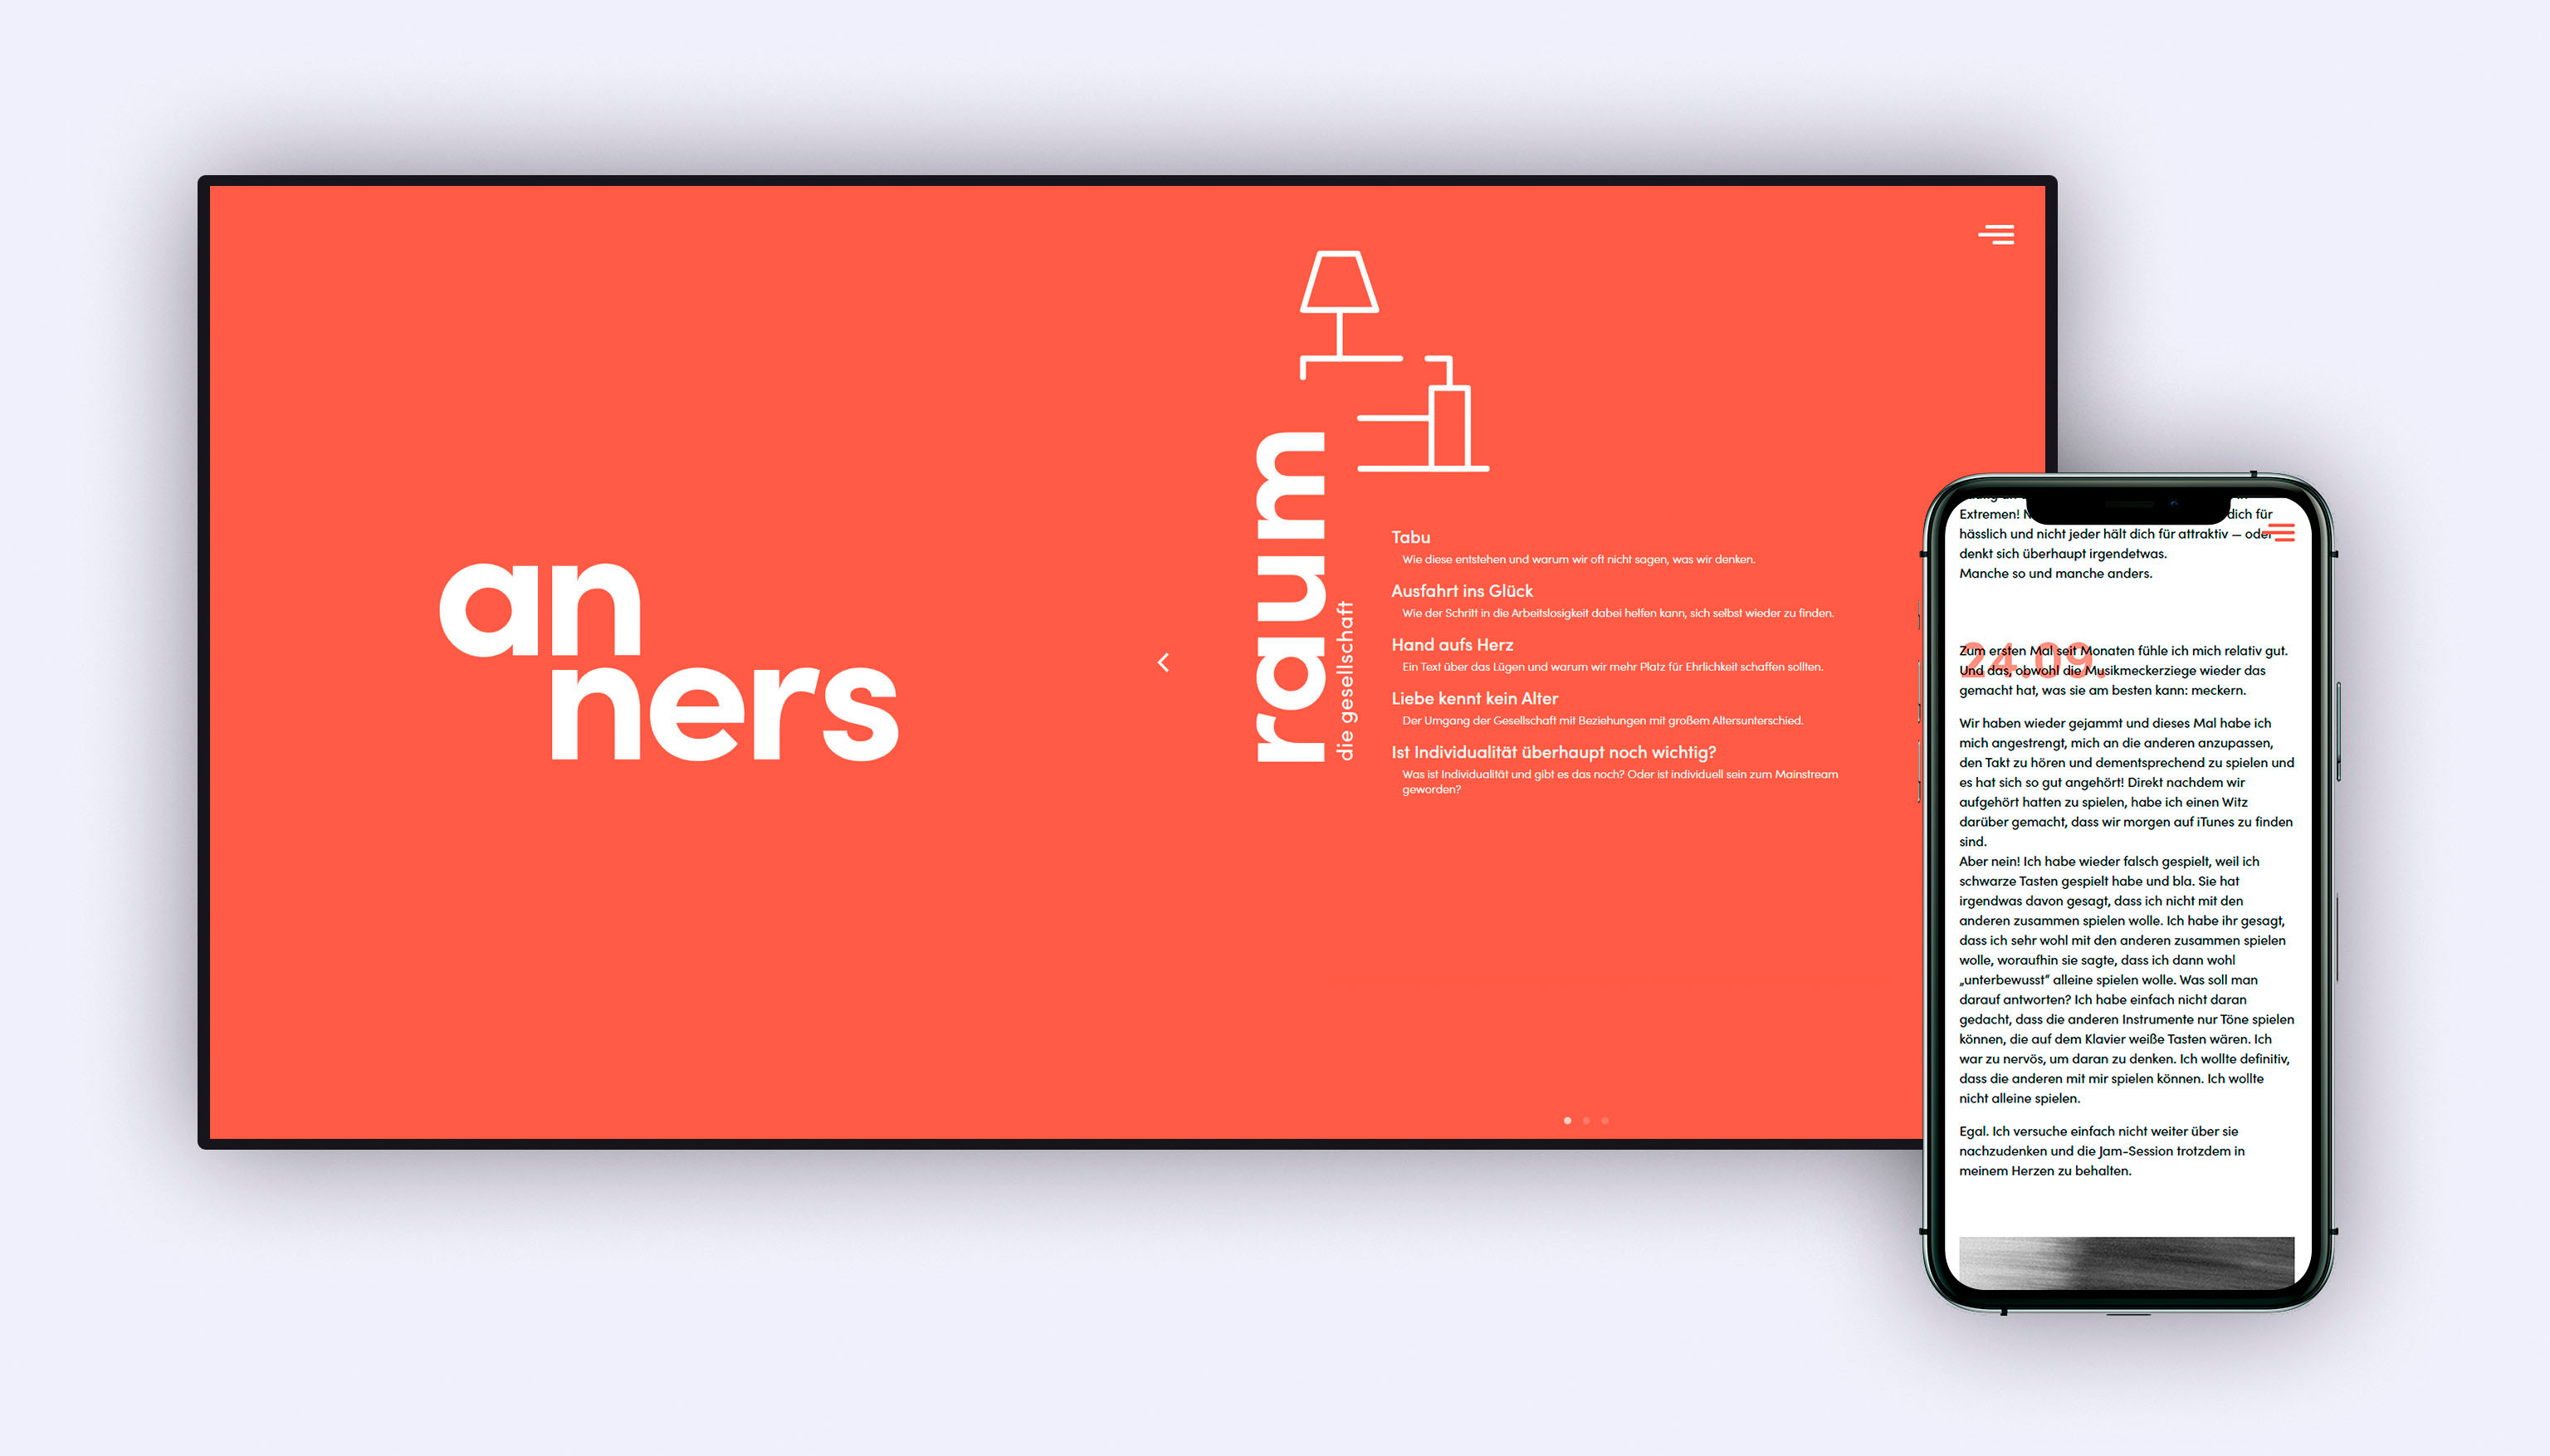 an
ners
raum
die gesellschaft
Tabu
Wie diese entstehen und warum wir oft nicht sagen, was wir denken.
Ausfahrt ins Glück
Wie der Schritt in die Arbeitslosigkeit dabei helfen kann, sich selbst wieder zu finden.
Hand aufs Herz
Ein Text über das Lügen und warum wir mehr Platz für Ehrlichkeit schaffen sollten.
Liebe kennt kein Alter
Der Umgang der Gesellschaft mit Beziehungen mit großem Altersunterschied.
Ist Individualität überhaupt noch wichtig?
Was ist Individualität und gibt es das noch? Oder ist individuell sein zum Mainstream
geworden?
Extremen! dich für
hässlich und nicht jeder hält dich für attraktiv – oder
denkt sich überhaupt irgendetwas.
Manche so und manche anders.
24.09.
Zum ersten Mal seit Monaten fühle ich mich relativ gut.
Und das, obwohl die Musikmeckerziege wieder das
gemacht hat, was sie am besten kann: meckern.
Wir haben wieder gejammt und dieses Mal habe ich
mich angestrengt, mich an die anderen anzupassen,
den Takt zu hören und dementsprechend zu spielen und
es hat sich so gut angehört! Direkt nachdem wir
aufgehört hatten zu spielen, habe ich einen Witz
darüber gemacht, dass wir morgen auf iTunes zu finden
sind.
Aber nein! Ich habe wieder falsch gespielt, weil ich
schwarze Tasten gespielt habe und bla. Sie hat
irgendwas davon gesagt, dass ich nicht mit den
anderen zusammen spielen wolle. Ich habe ihr gesagt,
dass ich sehr wohl mit den anderen zusammen spielen
wolle, woraufhin sie sagte, dass ich dann wohl
„unterbewusst“ alleine spielen wolle. Was soll man
darauf antworten? Ich habe einfach nicht daran
gedacht, dass die anderen Instrumente nur Töne spielen
können, die auf dem Klavier weiße Tasten wären. Ich
war zu nervös, um daran zu denken. Ich wollte definitiv,
dass die anderen mit mir spielen können. Ich wollte
nicht alleine spielen.
Egal. Ich versuche einfach nicht weiter über sie
nachzudenken und die Jam-Session trotzdem in
meinem Herzen zu behalten.